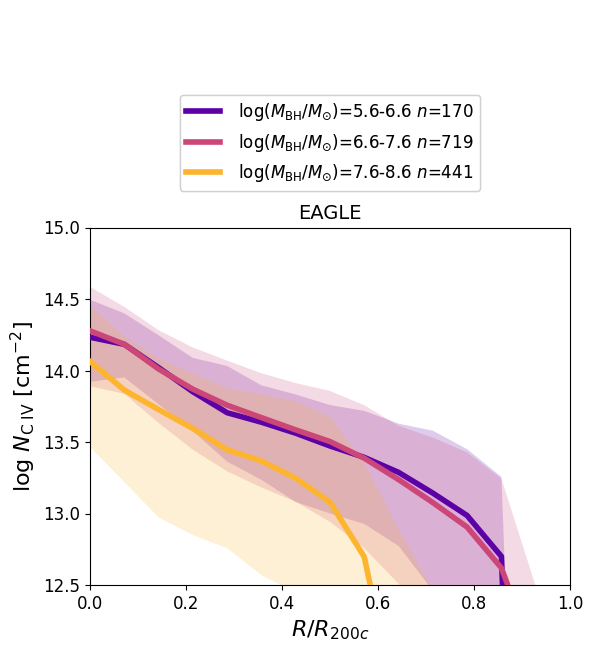 log(M_BH/M_⊙)=5.6-6.6 n=170
log(M_BH/M_⊙)=6.6-7.6 n=719
log(M_BH/M_⊙)=7.6-8.6 n=441
EAGLE
15.0
14.5
14.0
13.5
13.0
12.5
log N_C IV [cm^−2]
0.0 0.2 0.4 0.6 0.8 1.0
R/R_200c